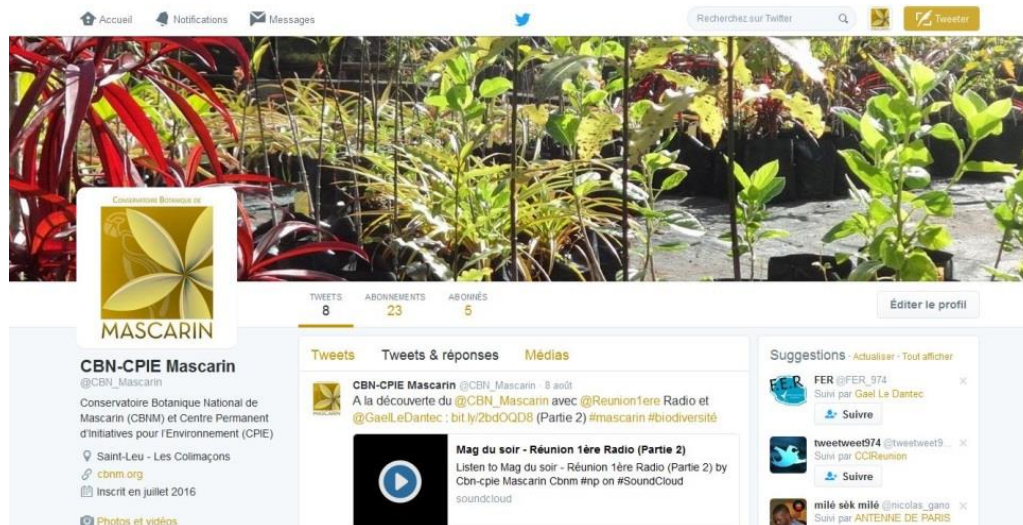 Accueil Notifications Messages Recherchez sur Twitter Tweeter
CONSERVATOIRE BOTANIQUE DE
MASCARIN
TWEETS ABONNEMENTS ABONNÉS
8 23 5
Éditer le profil
CBN-CPIE Mascarin
@CBN_Mascarin
Conservatoire Botanique National de
Mascarin (CBNM) et Centre Permanent
d'Initiatives pour l'Environnement (CPIE)
Saint-Leu - Les Colimaçons
cbnm.org
Inscrit en juillet 2016
Photos et vidéos
Tweets Tweets & réponses Médias
MASCARIN
CBN-CPIE Mascarin @CBN_Mascarin · 8 août
A la découverte du @CBN_Mascarin avec @Reunion1ere Radio et
@GaelLeDantec : bit.ly/2bdOQD8 (Partie 2) #mascarin #biodiversité
Mag du soir - Réunion 1ère Radio (Partie 2)
Listen to Mag du soir - Réunion 1ère Radio (Partie 2) by
Cbn-cpie Mascarin Cbnm #np on #SoundCloud
soundcloud
Suggestions · Actualiser · Tout afficher
F.E.R
FER @FER_974
Suivi par Gael Le Dantec
Suivre
tweetweet974 @tweetweet9...
Suivi par CCIReunion
Suivre
milé sèk milé @nicolas_gano
Suivi par ANTENNE DE PARIS